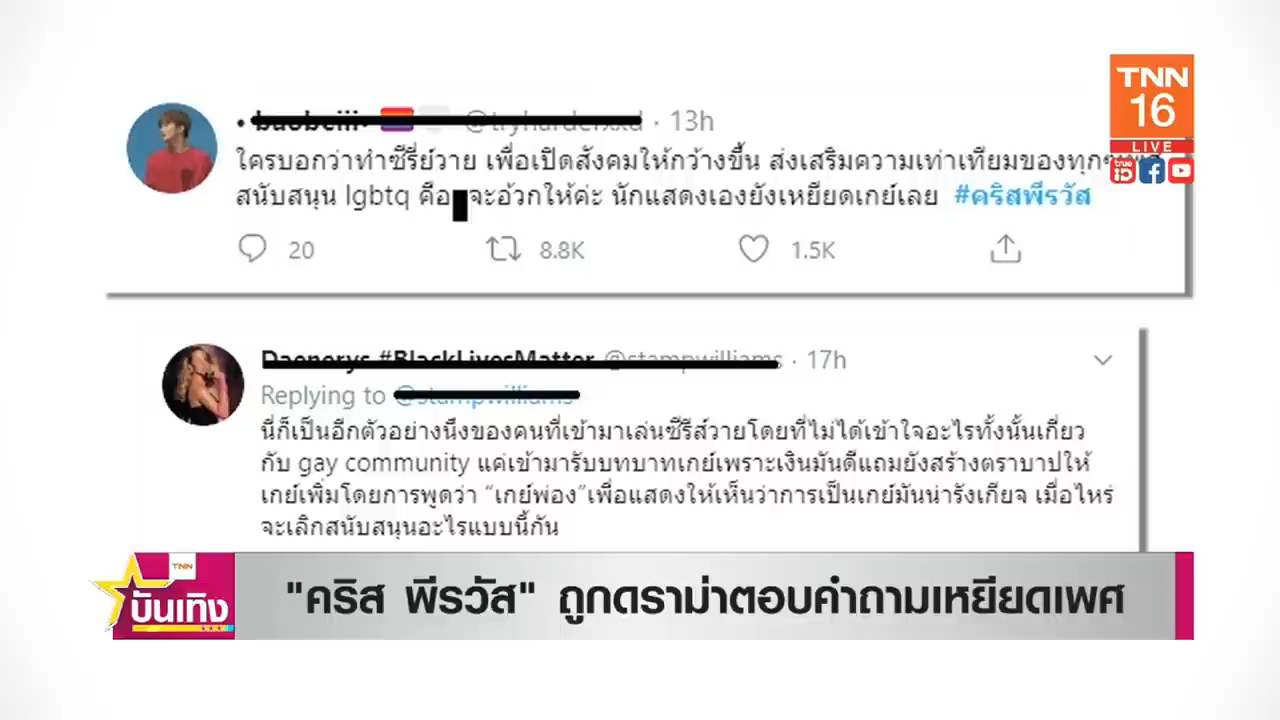 TNN
16
LIVE
true
iD
13h
ใครบอกว่าทำซีรี่ย์วาย เพื่อเปิดสังคมให้กว้างขึ้น ส่งเสริมความเท่าเทียมของทุก
สนับสนุน lgbtq คือ จะอ้วกให้ค่ะ นักแสดงเองยังเหยียดเกย์เลย #คริสพีรวัส
20 8.8K 1.5K
Daenerys #BlackLivesMatter @stampwilliams · 17h
Replying to @stampwilliams
นี่ก็เป็นอีกตัวอย่างนึงของคนที่เข้ามาเล่นซีรีส์วายโดยที่ไม่ได้เข้าใจอะไรทั้งนั้นเกี่ยว
กับ gay community แค่เข้ามารับบทบาทเกย์เพราะเงินมันดีแถมยังสร้างตราบาปให้
เกย์เพิ่มโดยการพูดว่า “เกย์พ่อง”เพื่อแสดงให้เห็นว่าการเป็นเกย์มันน่ารังเกียจ เมื่อไหร่
จะเลิกสนับสนุนอะไรแบบนี้กัน
TNN
บันเทิง
"คริส พีรวัส" ถูกดราม่าตอบคำถามเหยียดเพศ